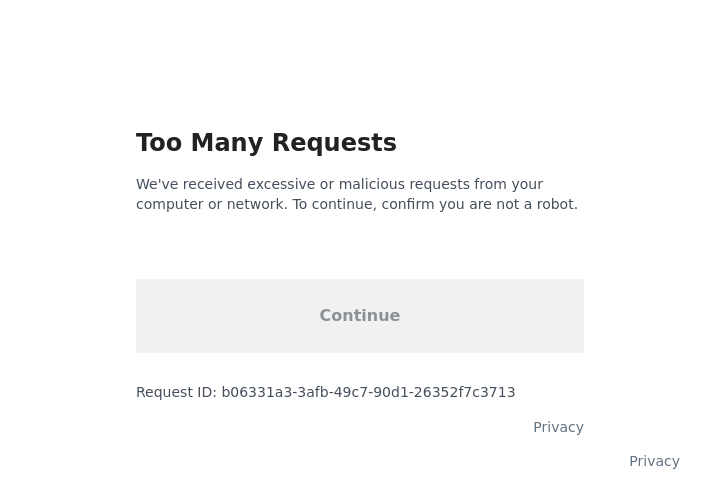 Too Many Requests
We've received excessive or malicious requests from your
computer or network. To continue, confirm you are not a robot.
Continue
Request ID: b06331a3-3afb-49c7-90d1-26352f7c3713
Privacy
Privacy